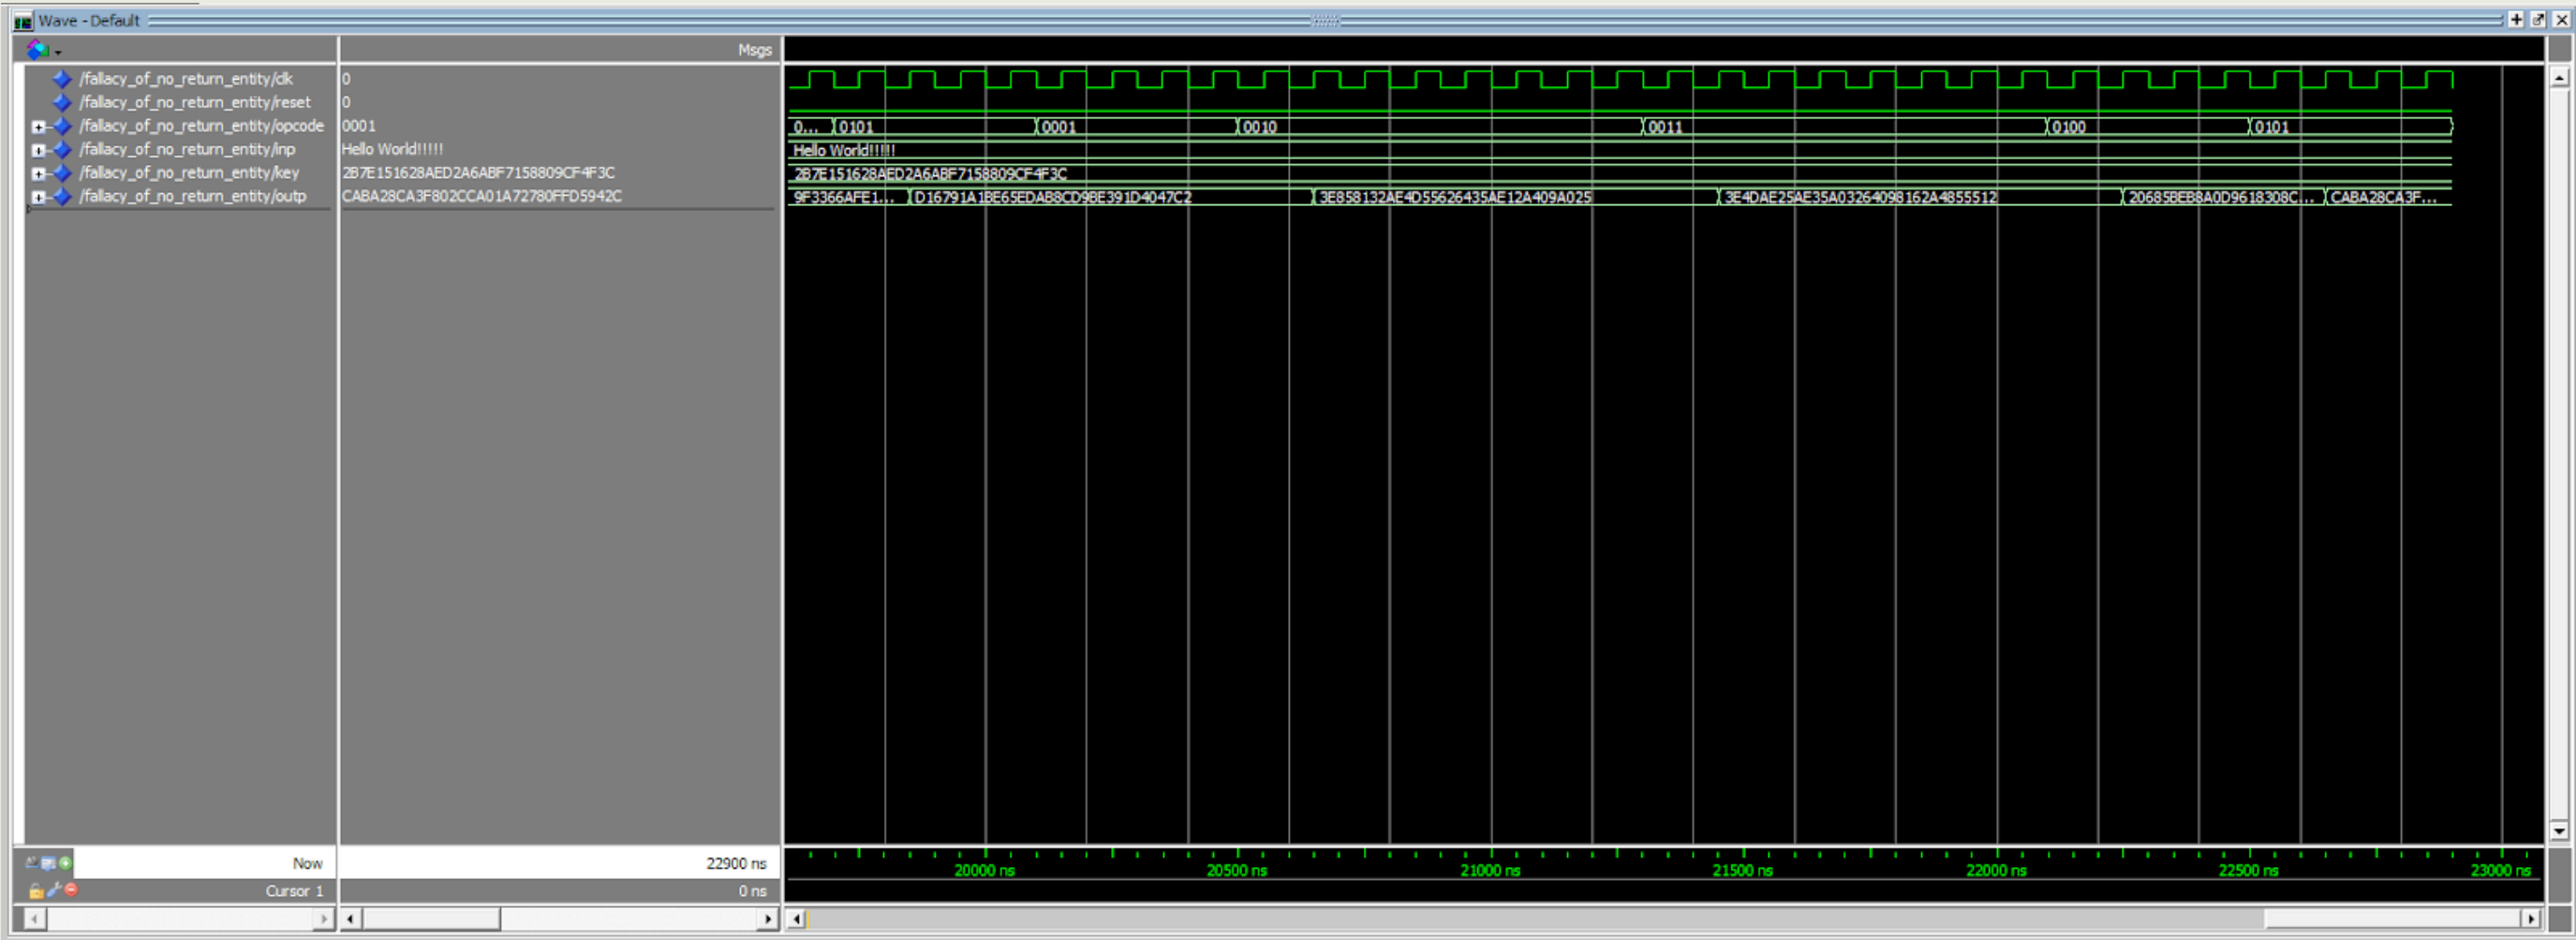 Wave - Default
Msgs
/fallacy_of_no_return_entity/clk 0
/fallacy_of_no_return_entity/reset 0
/fallacy_of_no_return_entity/opcode 0001 0... 0101 0001 0010 0011 0100 0101
/fallacy_of_no_return_entity/inp Hello World!!!!! Hello World!!!!!
/fallacy_of_no_return_entity/key 2B7E151628AED2A6ABF7158809CF4F3C 2B7E151628AED2A6ABF7158809CF4F3C
/fallacy_of_no_return_entity/outp CABA28CA3F802CCA01A72780FFD5942C 9F3366AFE1... D16791A1BE65EDAB8CD9BE391D4047C2 3E858132AE4D55626435AE12A409A025 3E4DAE25AE35A03264098162A4855512 20685BEB8A0D9618308C... CABA28CA3F...
Now 22900 ns
20000 ns 20500 ns 21000 ns 21500 ns 22000 ns 22500 ns 23000 ns
Cursor 1 0 ns